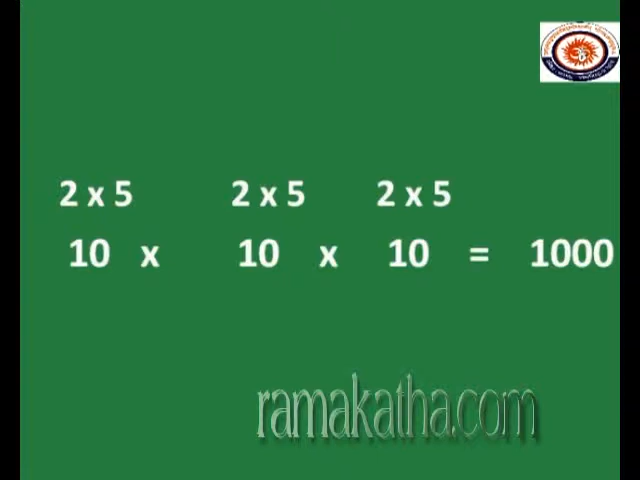 2 x 5 2 x 5 2 x 5
10 x 10 x 10 = 1000
ramakatha.com